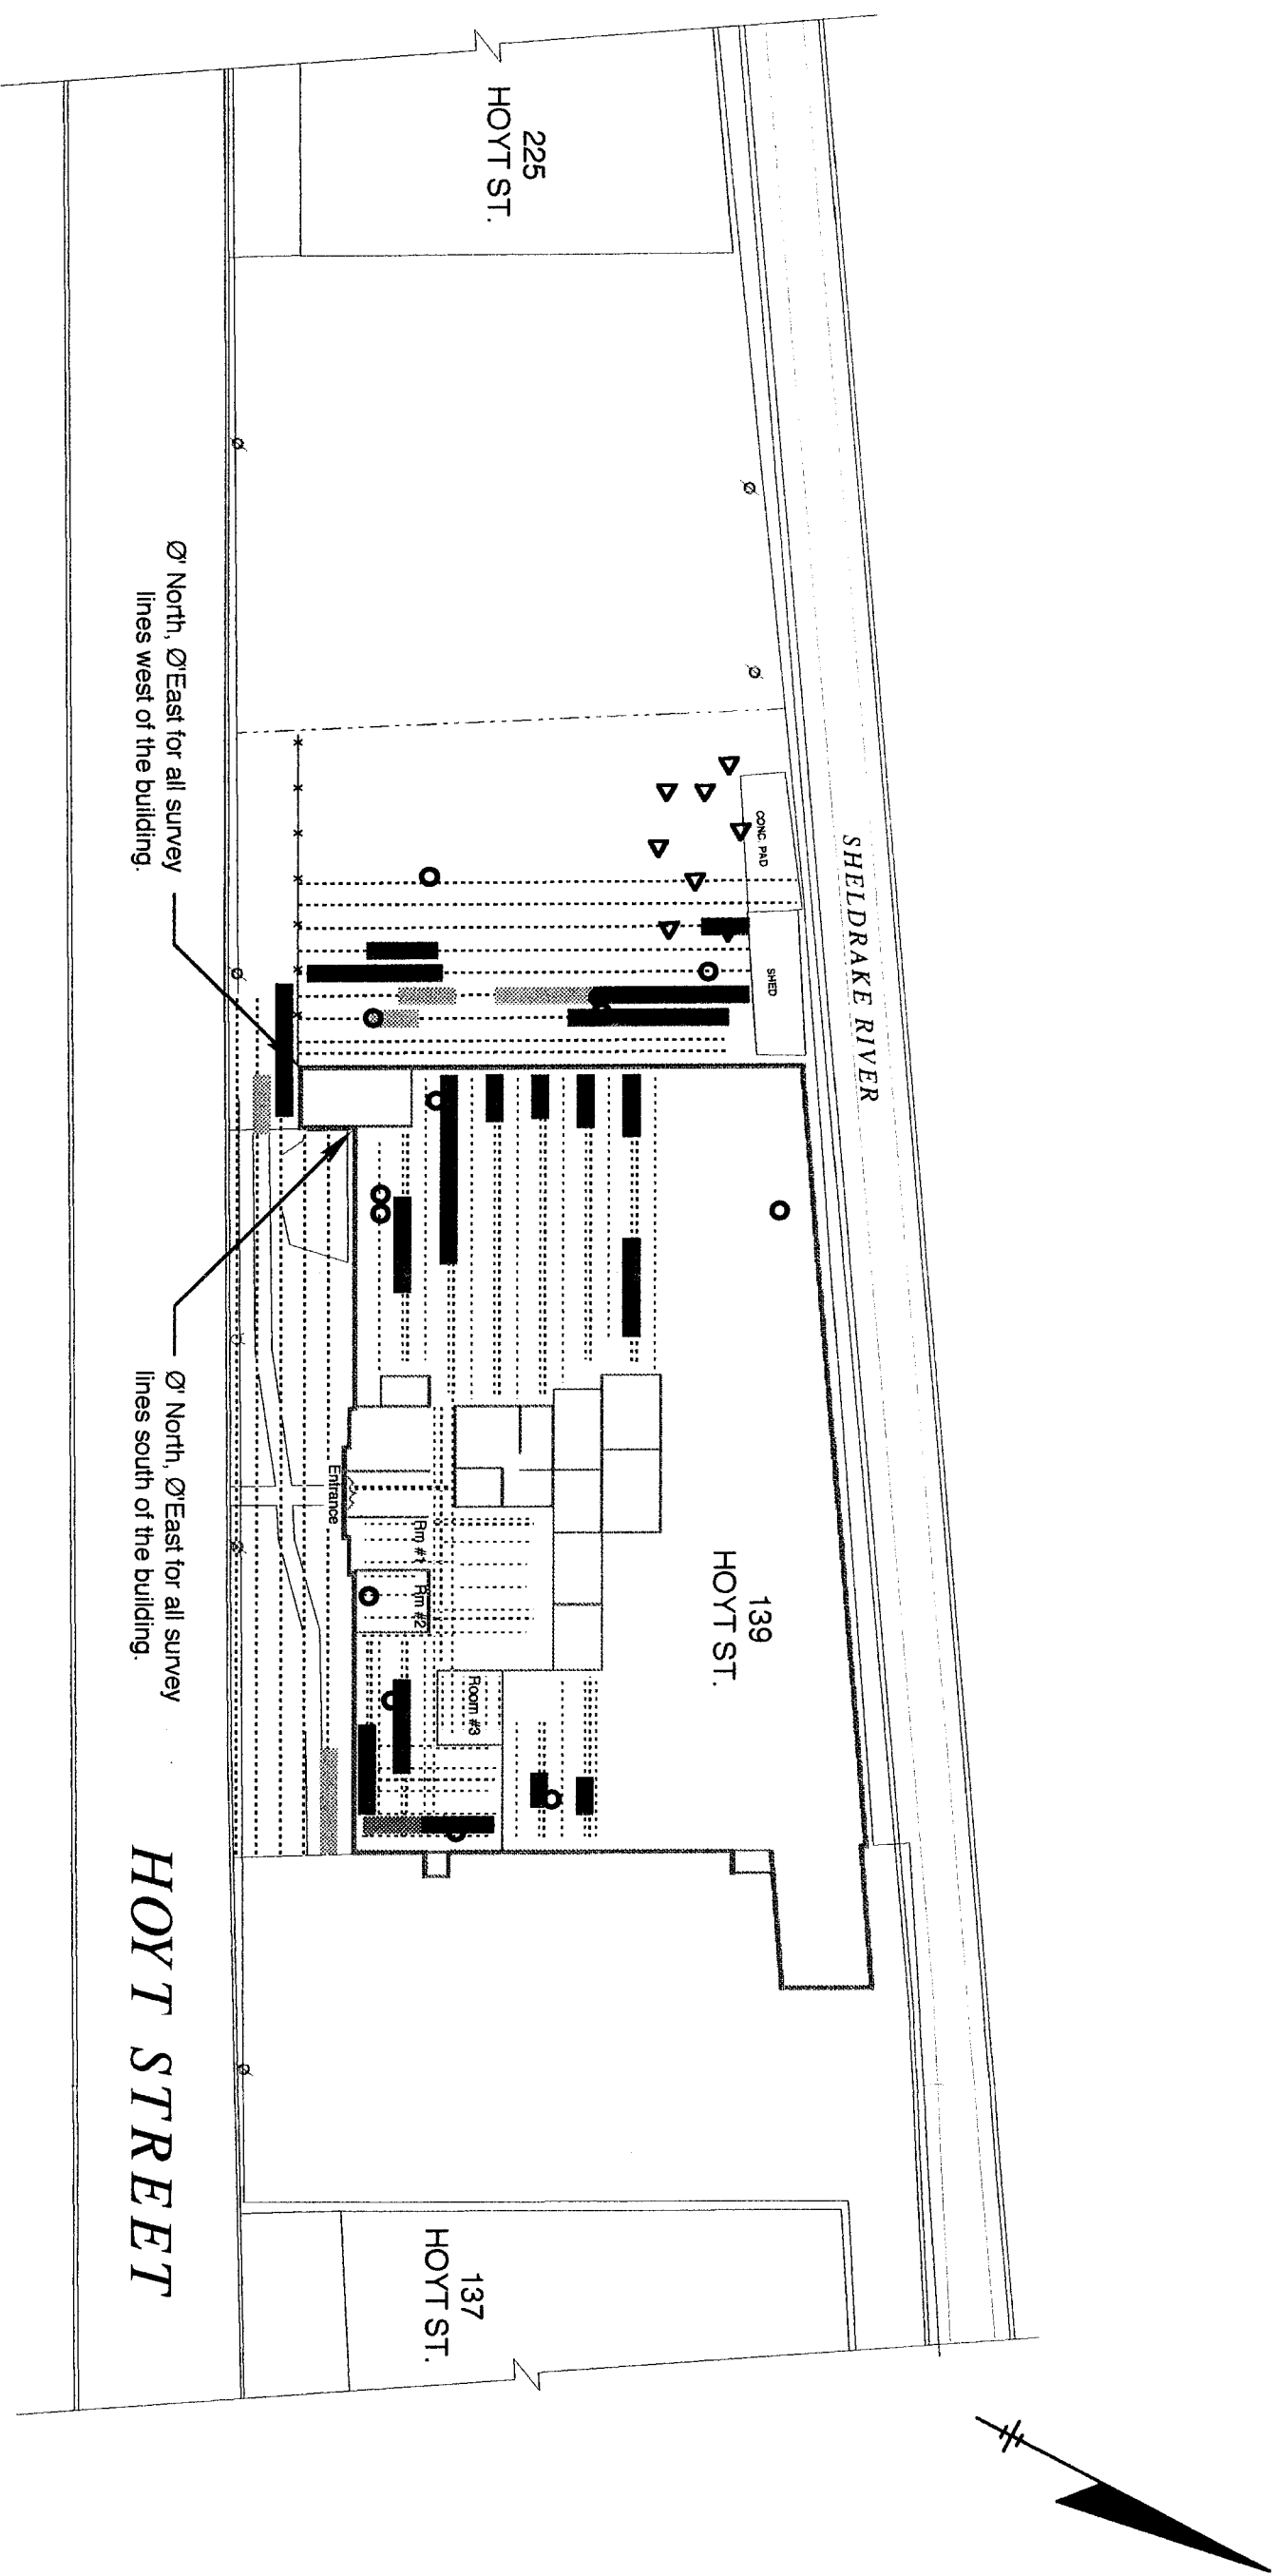 225
HOYT ST.
SHELDRAKE RIVER
CONC. PAD
SHED
139
HOYT ST.
Entrance
Rm #1
Rm #2
Room #3
Ø' North, Ø'East for all survey
lines west of the building.
Ø' North, Ø'East for all survey
lines south of the building.
HOYT STREET
137
HOYT ST.